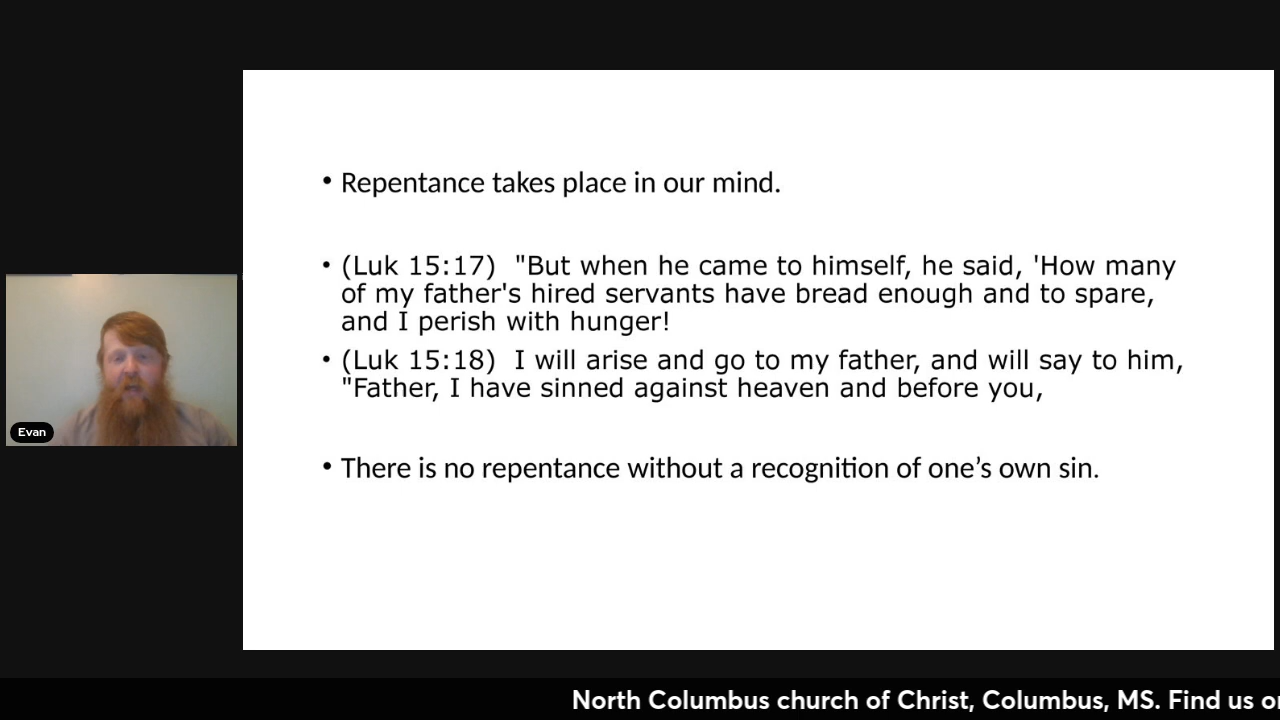 • Repentance takes place in our mind.
• (Luk 15:17)  "But when he came to himself, he said, 'How many
of my father's hired servants have bread enough and to spare,
and I perish with hunger!
• (Luk 15:18)  I will arise and go to my father, and will say to him,
"Father, I have sinned against heaven and before you,
• There is no repentance without a recognition of one’s own sin.
Evan
North Columbus church of Christ, Columbus, MS. Find us